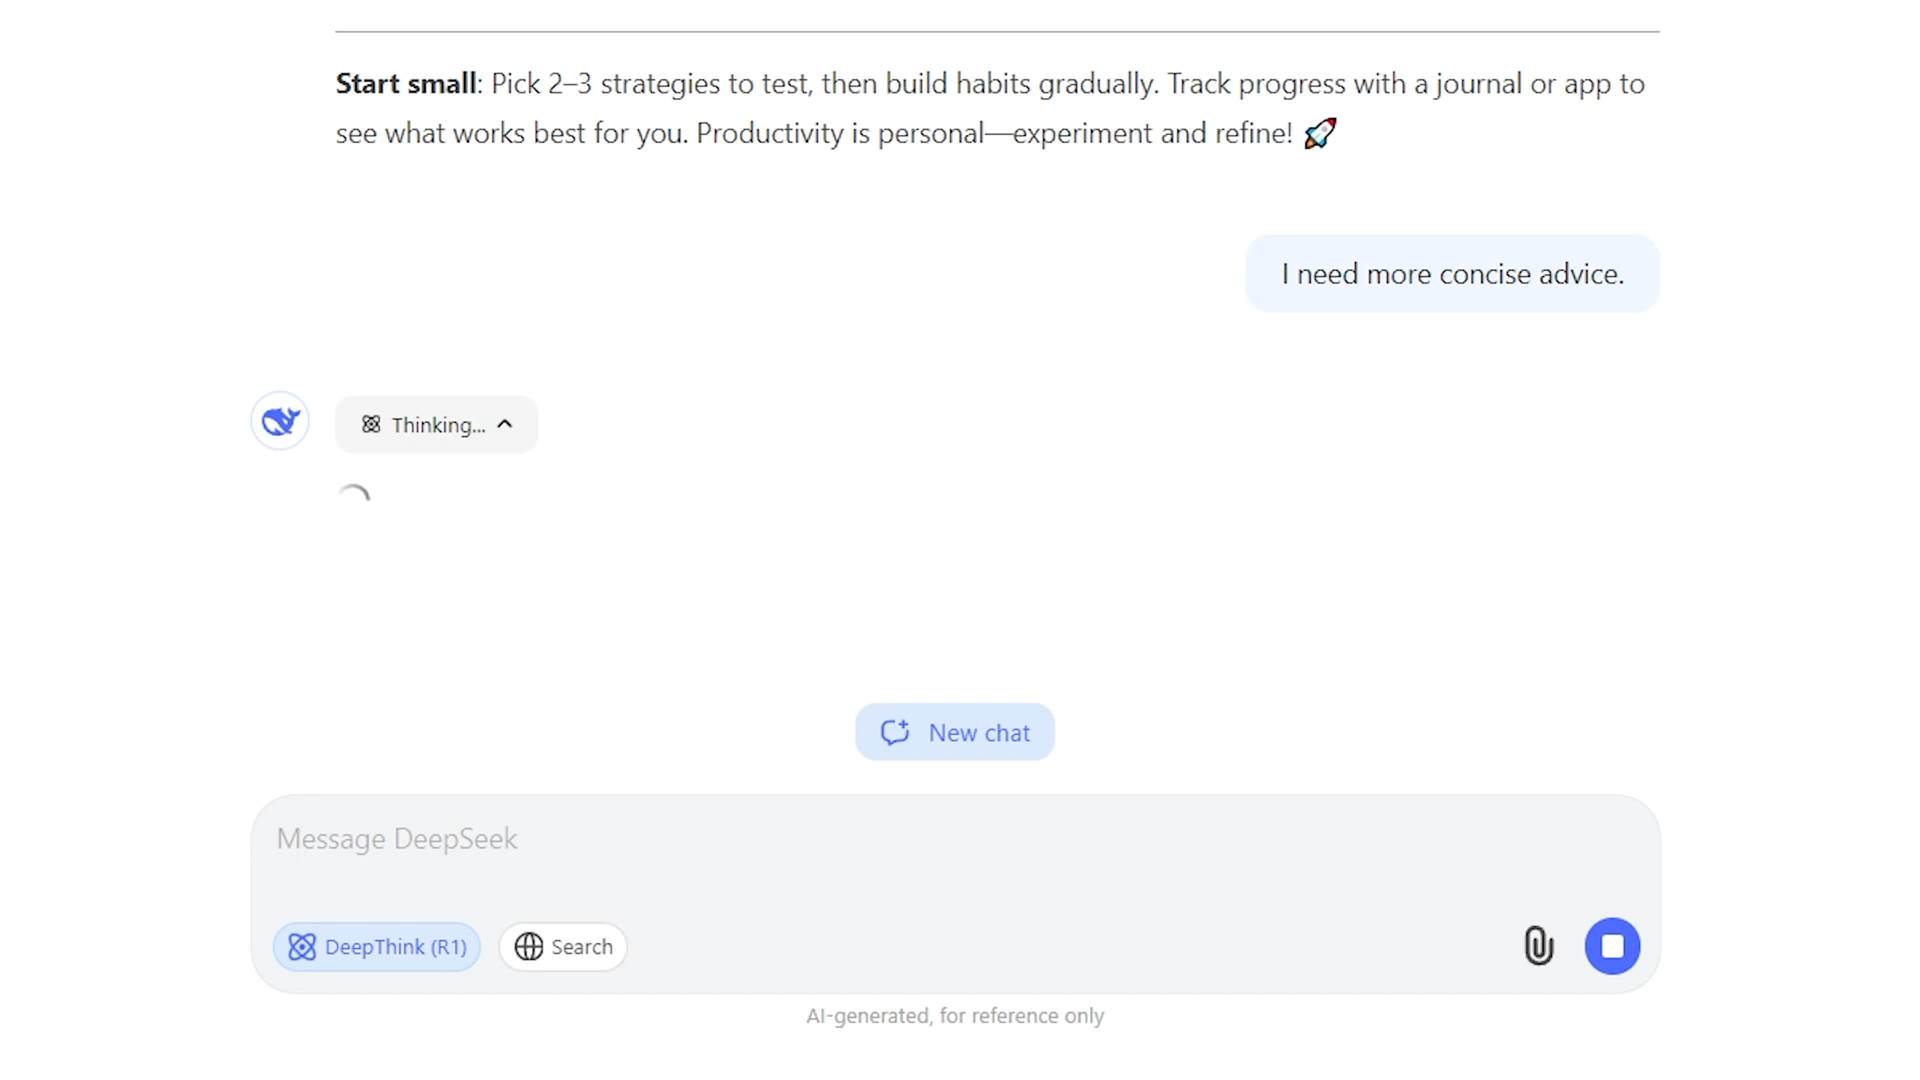 Start small: Pick 2–3 strategies to test, then build habits gradually. Track progress with a journal or app to
see what works best for you. Productivity is personal—experiment and refine! 🚀
I need more concise advice.
Thinking...
New chat
Message DeepSeek
DeepThink (R1)
Search
AI-generated, for reference only